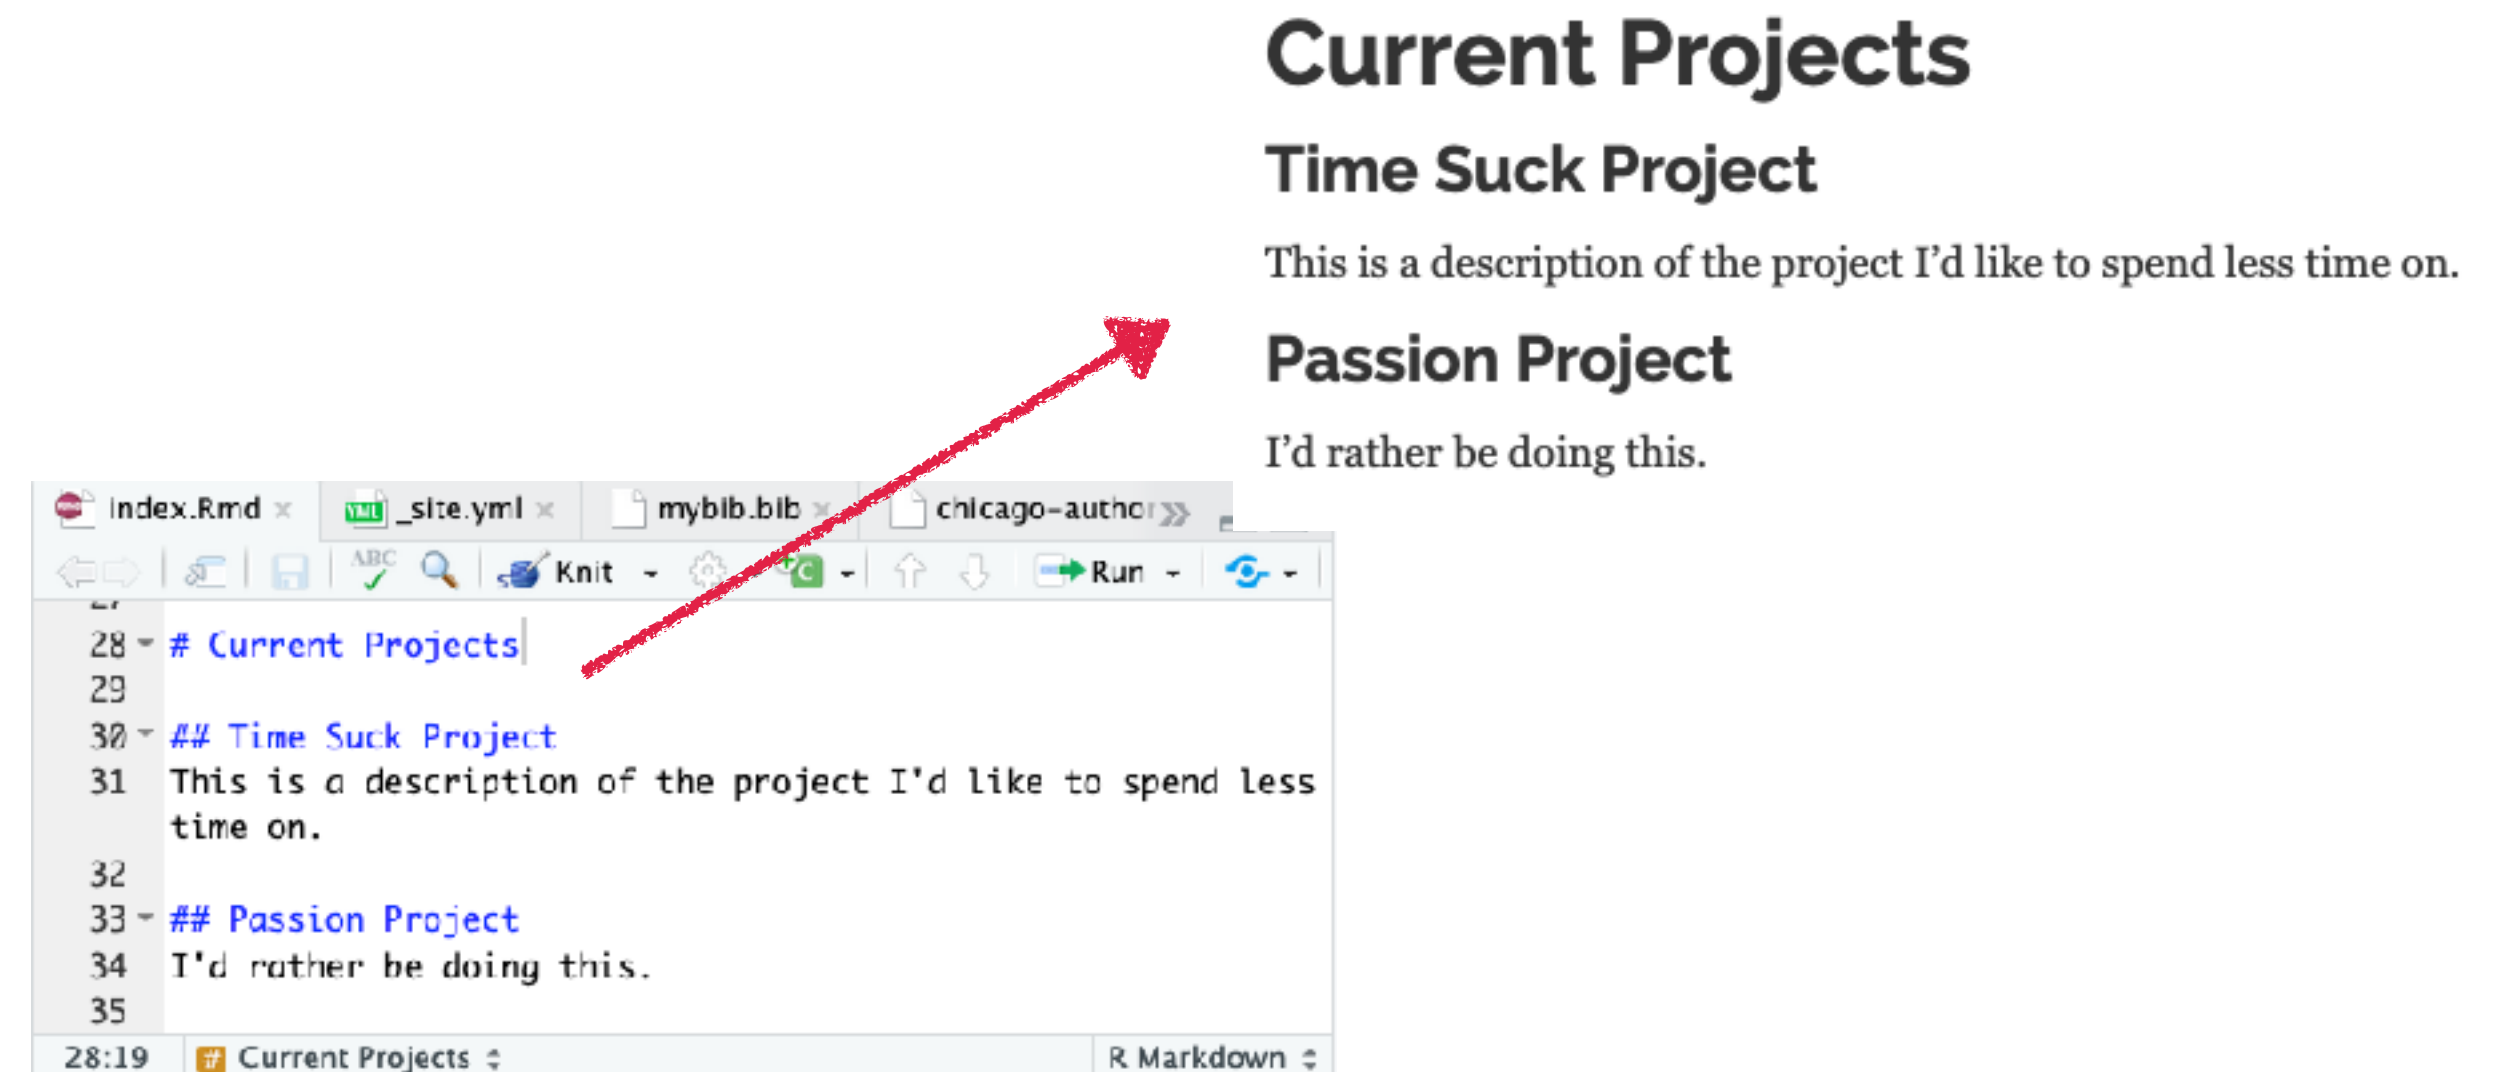 Current Projects
Time Suck Project
This is a description of the project I’d like to spend less time on.
Passion Project
I’d rather be doing this.
index.Rmd
_site.yml
mybib.bib
chicago-author
ABC
Knit
Run
28 # Current Projects
29
30 ## Time Suck Project
31 This is a description of the project I'd like to spend less
time on.
32
33 ## Passion Project
34 I'd rather be doing this.
35
28:19 # Current Projects R Markdown